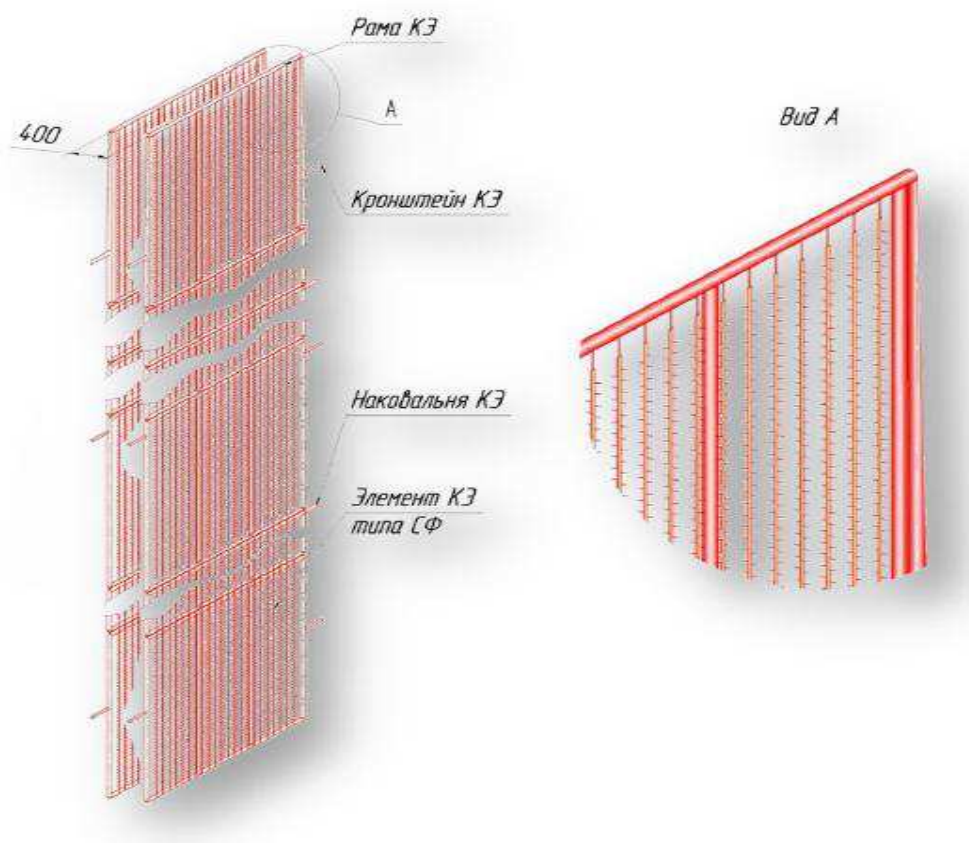 Рама КЭ
А
400
Вид А
Кронштейн КЭ
Наковальня КЭ
Элемент КЭ
типа СФ